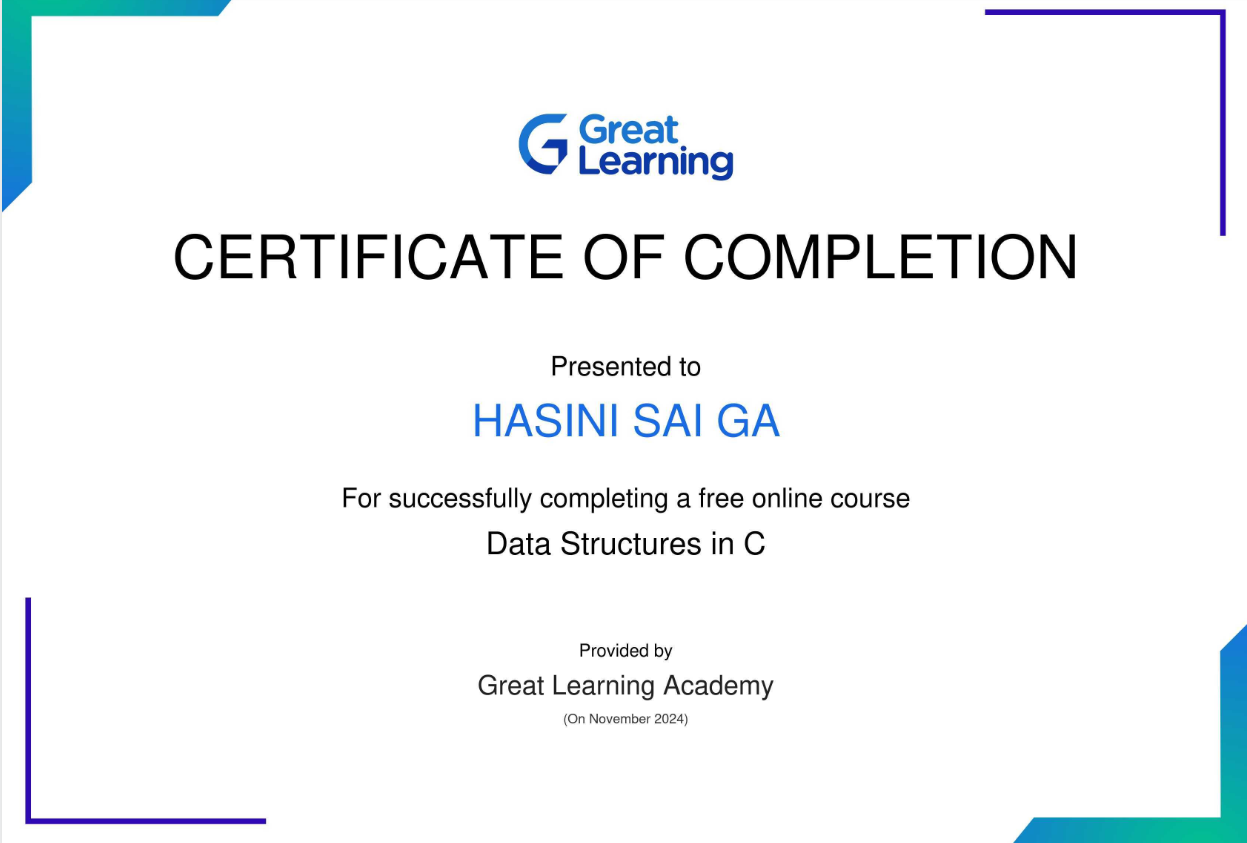 Great
Learning
CERTIFICATE OF COMPLETION
Presented to
HASINI SAI GA
For successfully completing a free online course
Data Structures in C
Provided by
Great Learning Academy
(On November 2024)